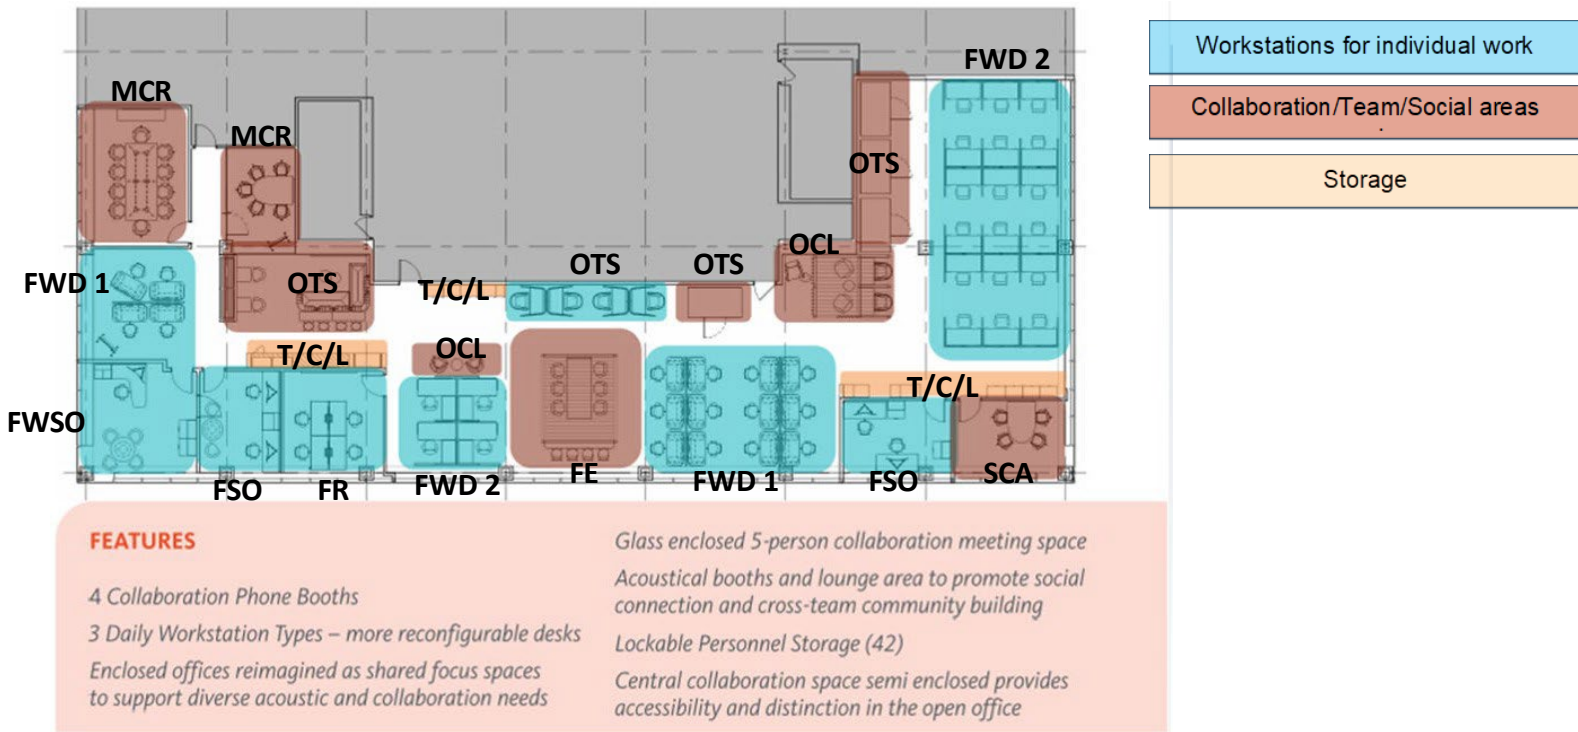 FWD 2
Workstations for individual work
MCR
Collaboration/Team/Social areas
.
MCR
OTS
Storage
OCL
FWD 1
OTS
OTS
OTS
T/C/L
T/C/L
OCL
T/C/L
FWSO
FSO
FR
FWD 2
FE
FWD 1
FSO
SCA
FEATURES
4 Collaboration Phone Booths
3 Daily Workstation Types – more reconfigurable desks
Enclosed offices reimagined as shared focus spaces
to support diverse acoustic and collaboration needs
Glass enclosed 5-person collaboration meeting space
Acoustical booths and lounge area to promote social
connection and cross-team community building
Lockable Personnel Storage (42)
Central collaboration space semi enclosed provides
accessibility and distinction in the open office